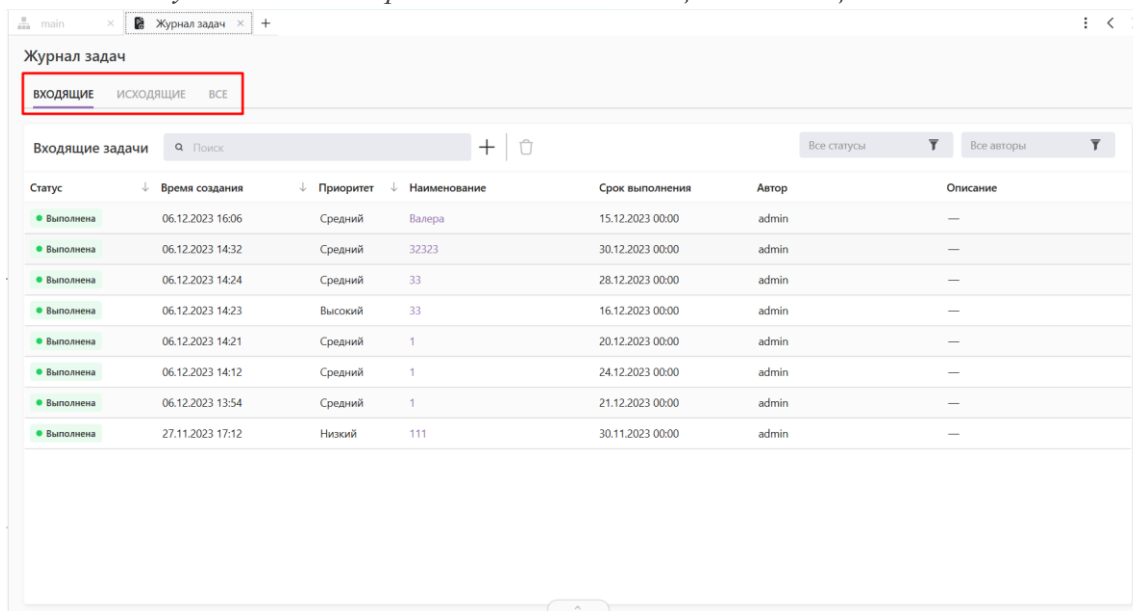 main
Журнал задач
Журнал задач
ВХОДЯЩИЕ ИСХОДЯЩИЕ ВСЕ
Входящие задачи Поиск Все статусы Все авторы
Статус Время создания Приоритет Наименование Срок выполнения Автор Описание
Выполнена 06.12.2023 16:06 Средний Валера 15.12.2023 00:00 admin —
Выполнена 06.12.2023 14:32 Средний 32323 30.12.2023 00:00 admin —
Выполнена 06.12.2023 14:24 Средний 33 28.12.2023 00:00 admin —
Выполнена 06.12.2023 14:23 Высокий 33 16.12.2023 00:00 admin —
Выполнена 06.12.2023 14:21 Средний 1 20.12.2023 00:00 admin —
Выполнена 06.12.2023 14:12 Средний 1 24.12.2023 00:00 admin —
Выполнена 06.12.2023 13:54 Средний 1 21.12.2023 00:00 admin —
Выполнена 27.11.2023 17:12 Низкий 111 30.11.2023 00:00 admin —